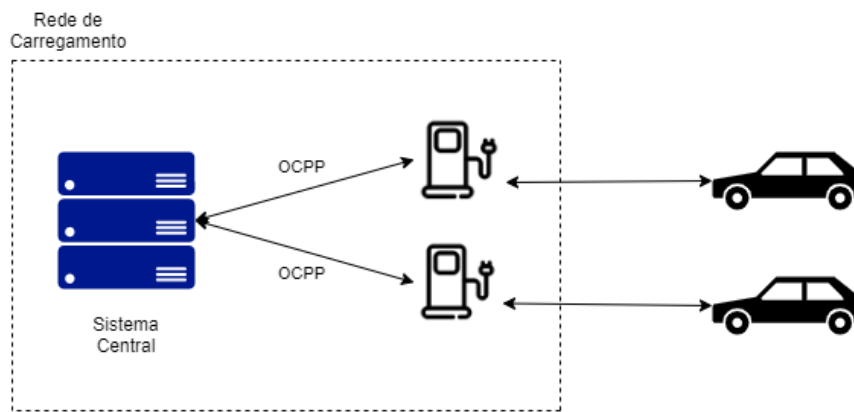 Rede de
Carregamento
OCPP
OCPP
Sistema
Central